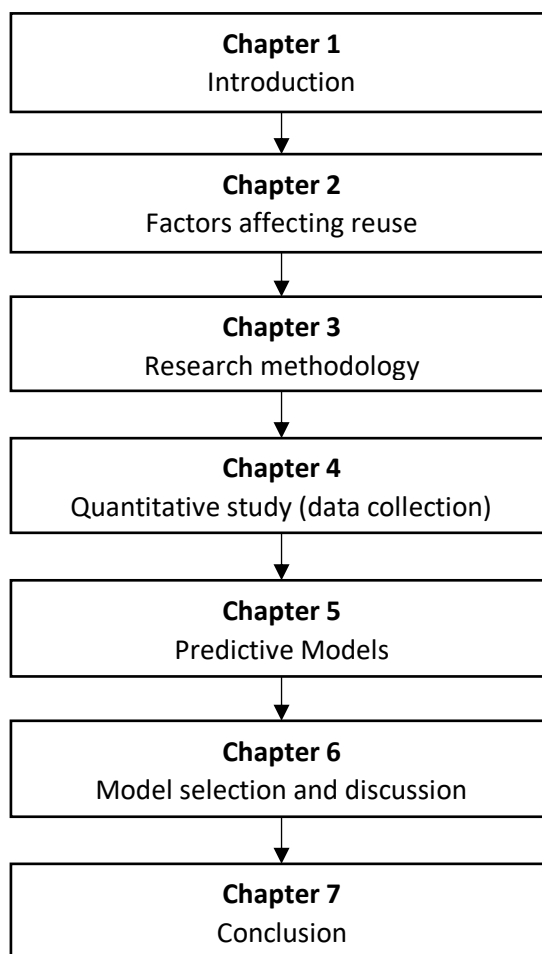 Chapter 1
Introduction
Chapter 2
Factors affecting reuse
Chapter 3
Research methodology
Chapter 4
Quantitative study (data collection)
Chapter 5
Predictive Models
Chapter 6
Model selection and discussion
Chapter 7
Conclusion